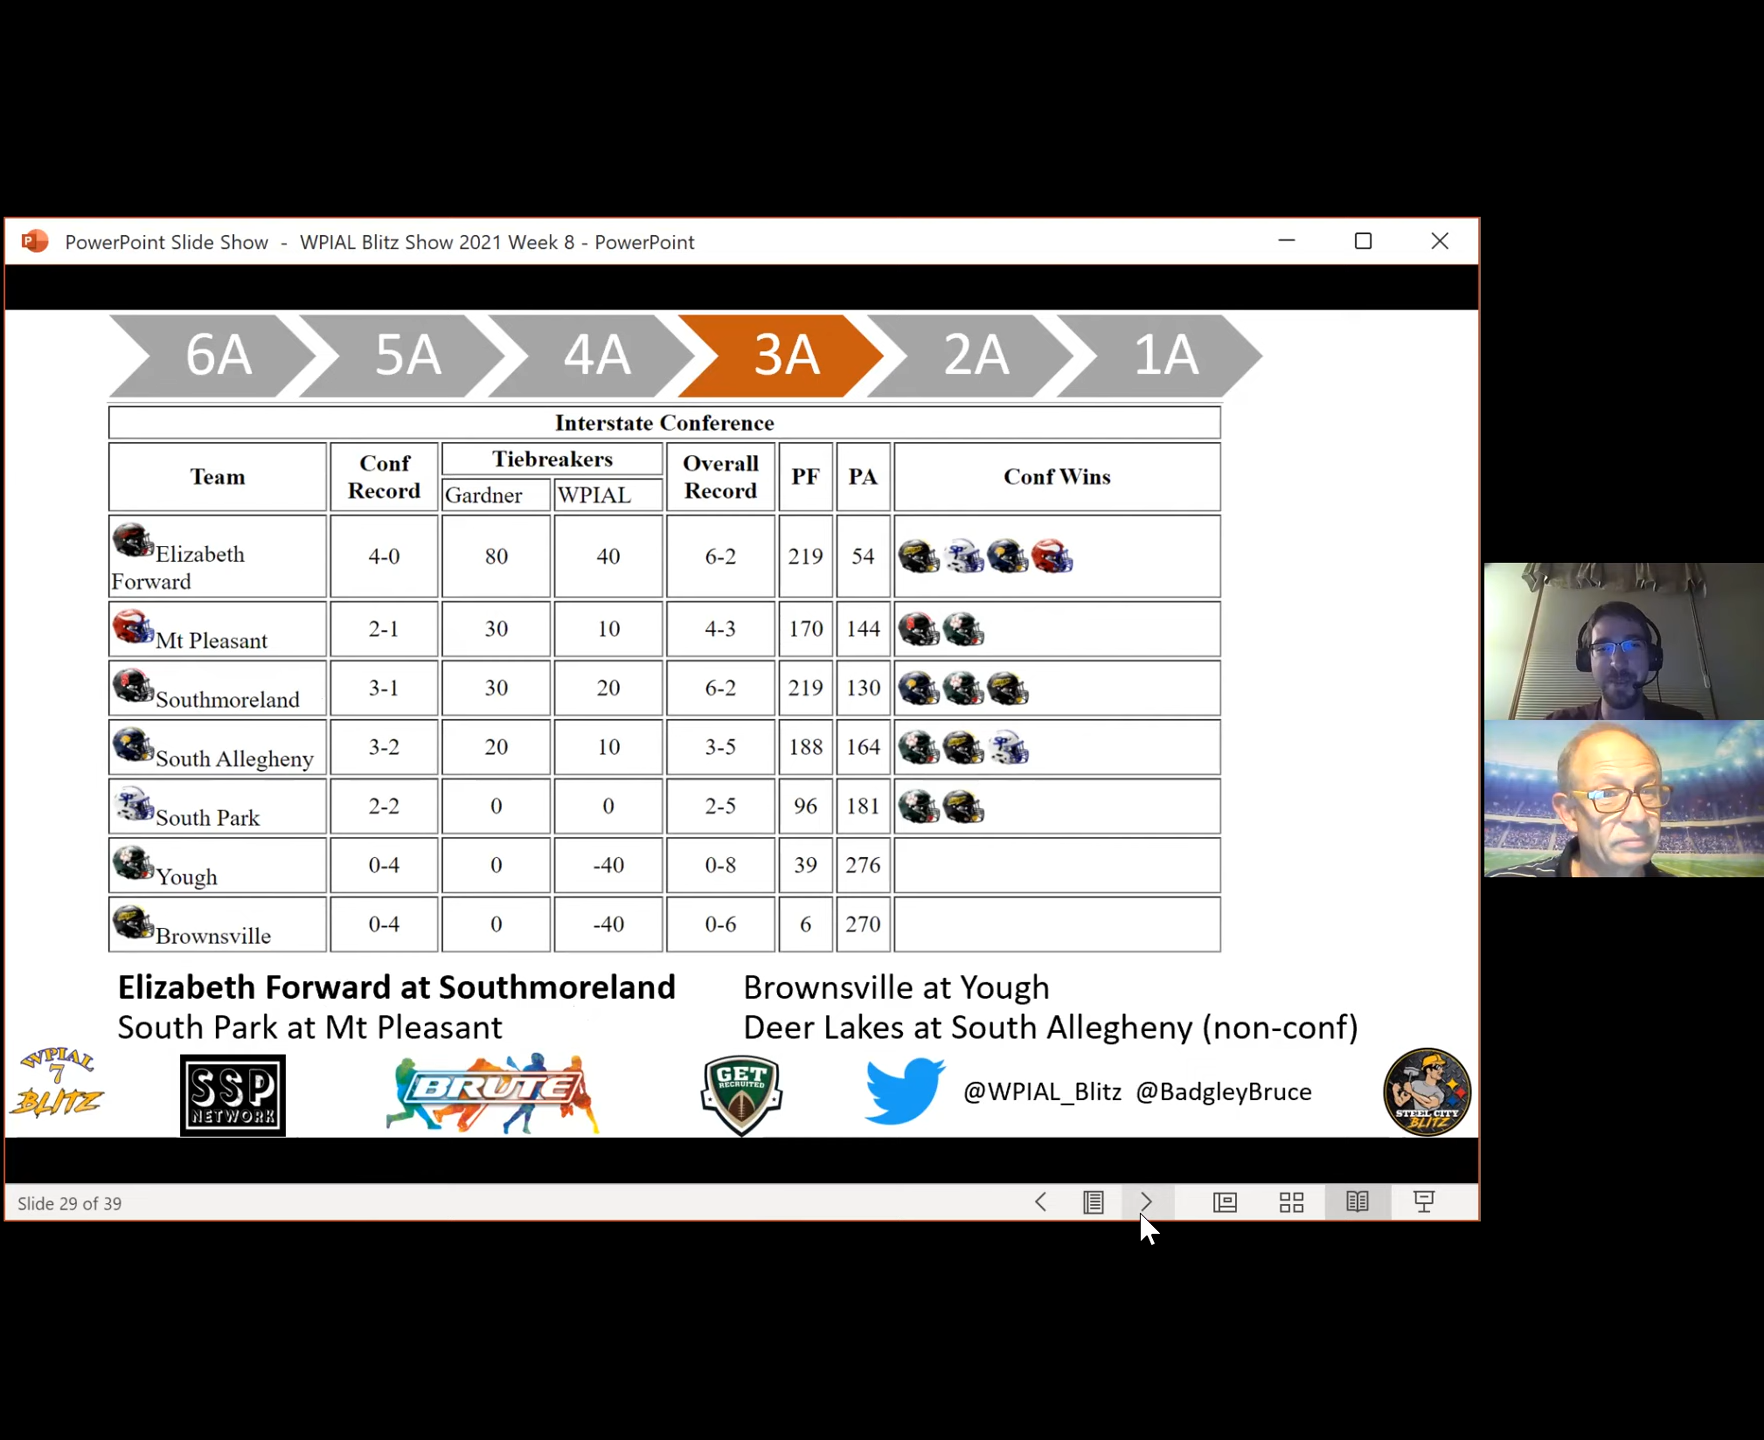 PowerPoint Slide Show - WPIAL Blitz Show 2021 Week 8 - PowerPoint
6A 5A 4A 3A 2A 1A
Interstate Conference
Team Conf Record Tiebreakers Overall Record PF PA Conf Wins
Gardner WPIAL
Elizabeth Forward 4-0 80 40 6-2 219 54
Mt Pleasant 2-1 30 10 4-3 170 144
Southmoreland 3-1 30 20 6-2 219 130
South Allegheny 3-2 20 10 3-5 188 164
South Park 2-2 0 0 2-5 96 181
Yough 0-4 0 -40 0-8 39 276
Brownsville 0-4 0 -40 0-6 6 270
Elizabeth Forward at Southmoreland Brownsville at Yough
South Park at Mt Pleasant Deer Lakes at South Allegheny (non-conf)
WPIAL
7
BLITZ
SSP
NETWORK
BRUTE
GET
RECRUITED
@WPIAL_Blitz @BadgleyBruce
STEEL CITY
BLITZ
Slide 29 of 39